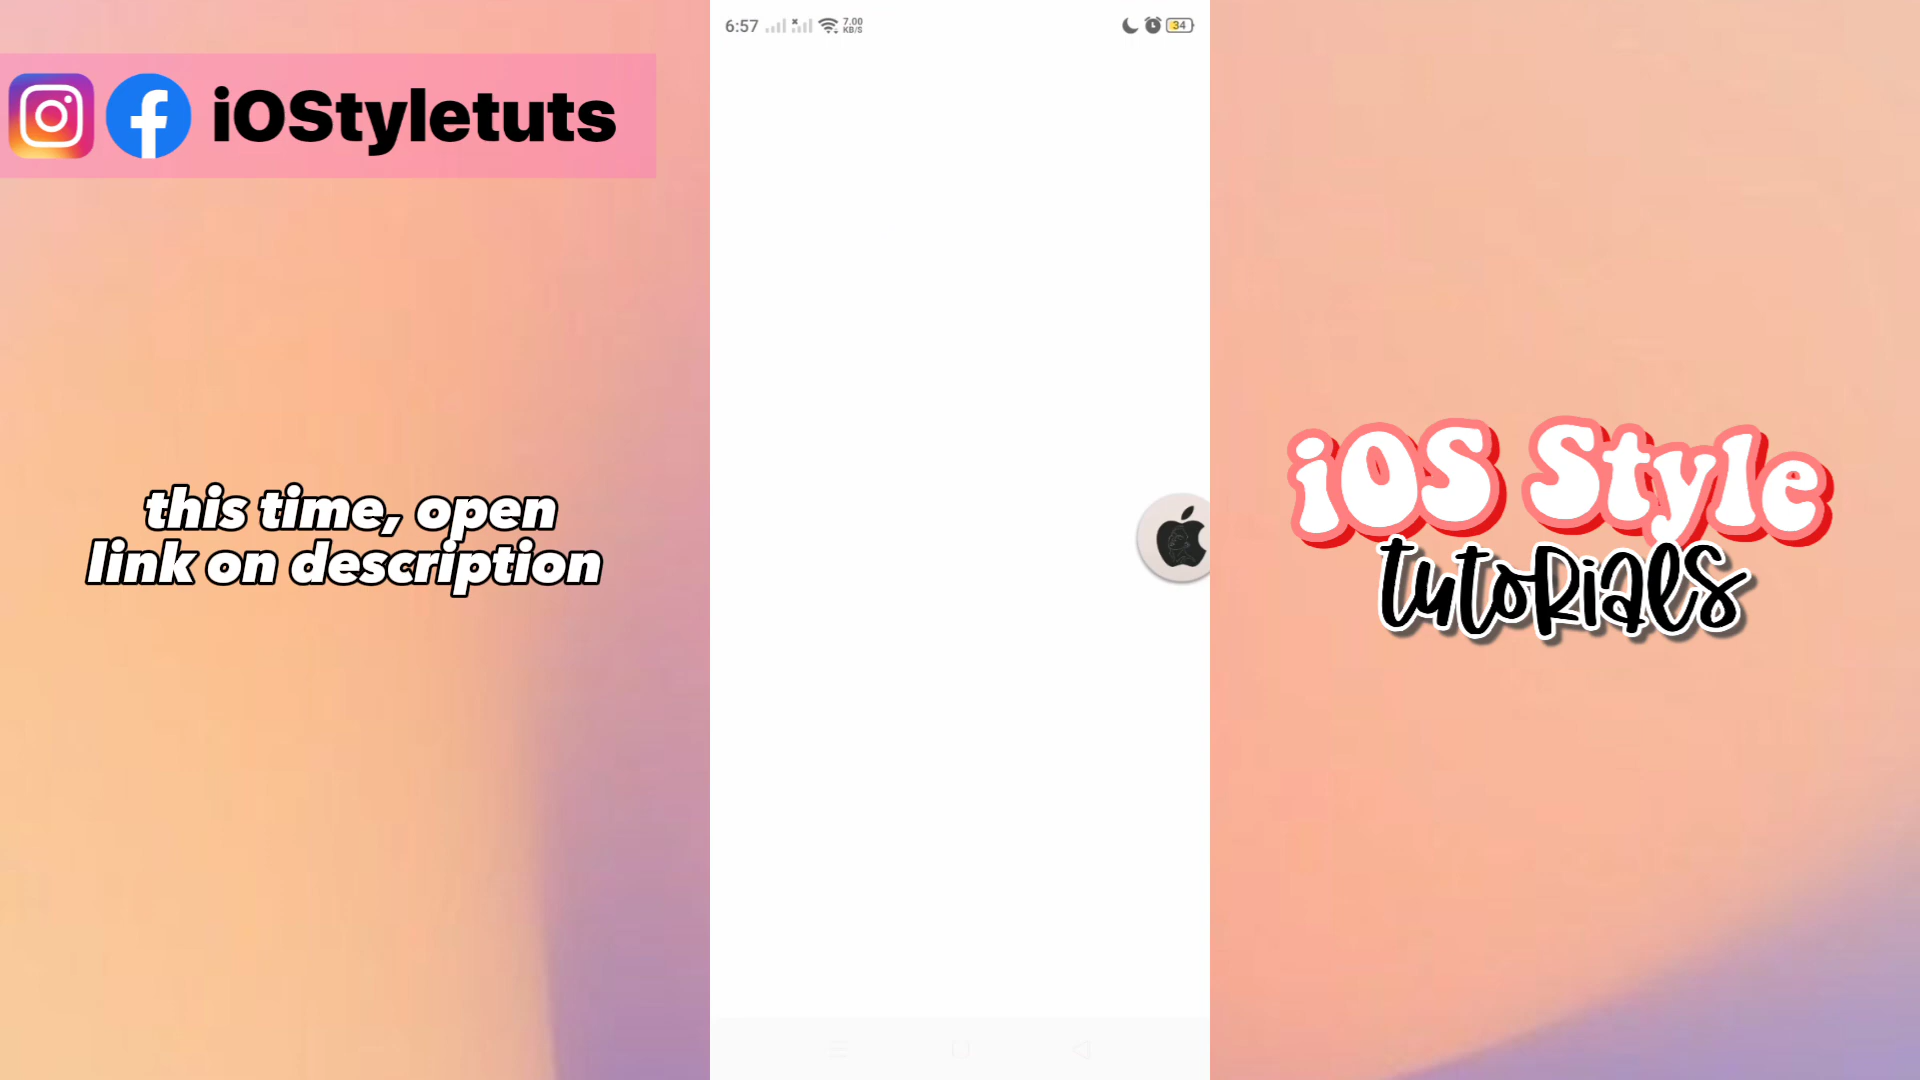 iOStyletuts
6:57 7.00 KB/S 34
this time, open
link on description
iOS Style
tutorials